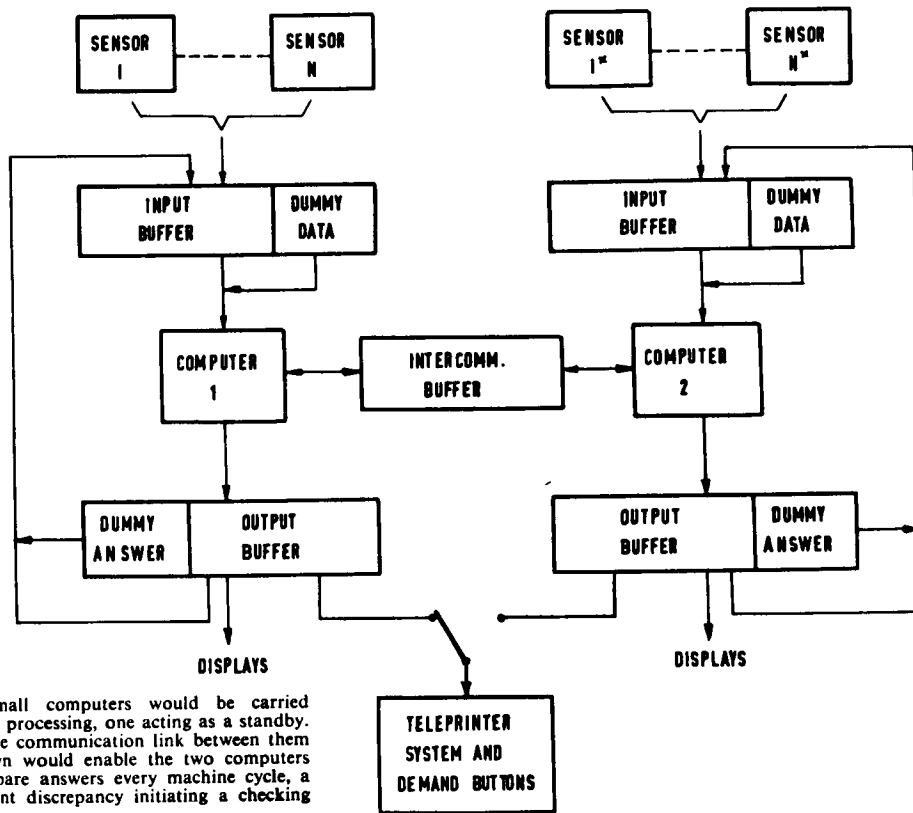 SENSOR
1
SENSOR
N
SENSOR
1*
SENSOR
N*
INPUT
BUFFER
DUMMY
DATA
INPUT
BUFFER
DUMMY
DATA
COMPUTER
1
INTERCOMM.
BUFFER
COMPUTER
2
DUMMY
ANSWER
OUTPUT
BUFFER
OUTPUT
BUFFER
DUMMY
ANSWER
DISPLAYS
DISPLAYS
TELEPRINTER
SYSTEM AND
DEMAND BUTTONS
mall computers would be carried
processing, one acting as a standby.
e communication link between them
vn would enable the two computers
pare answers every machine cycle, a
nt discrepancy initiating a checking